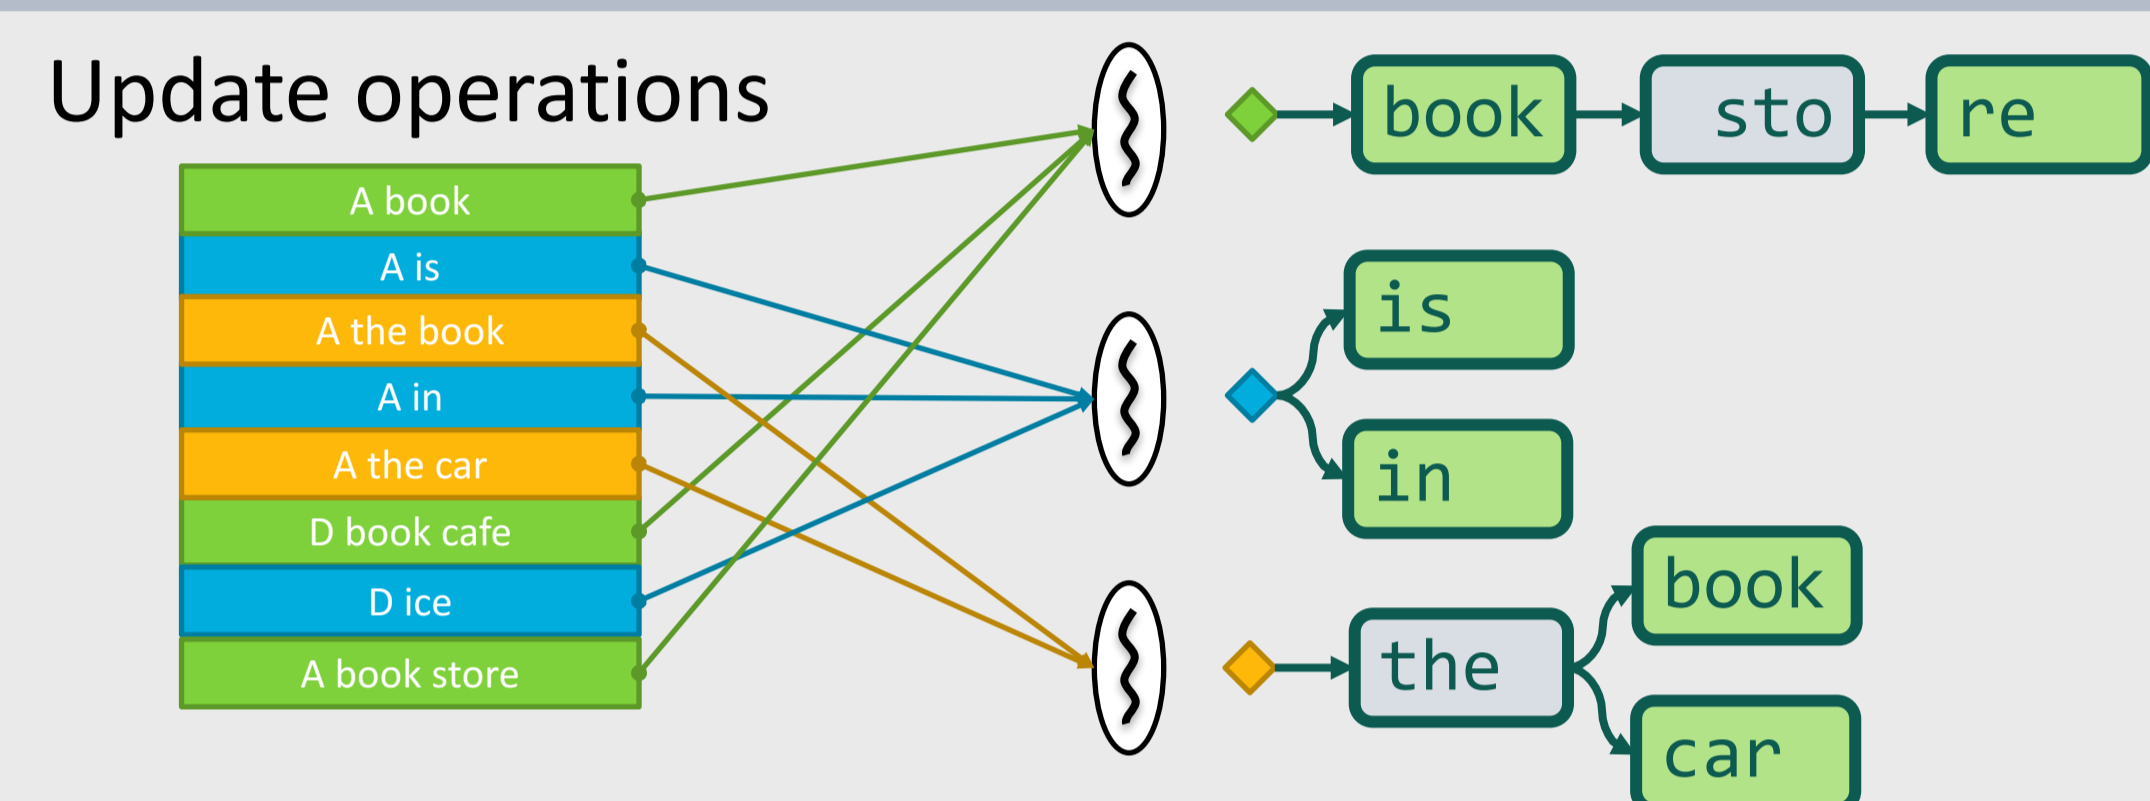 Update operations
A book
A is
A the book
A in
A the car
D book cafe
D ice
A book store
book
sto
re
is
in
the
book
car